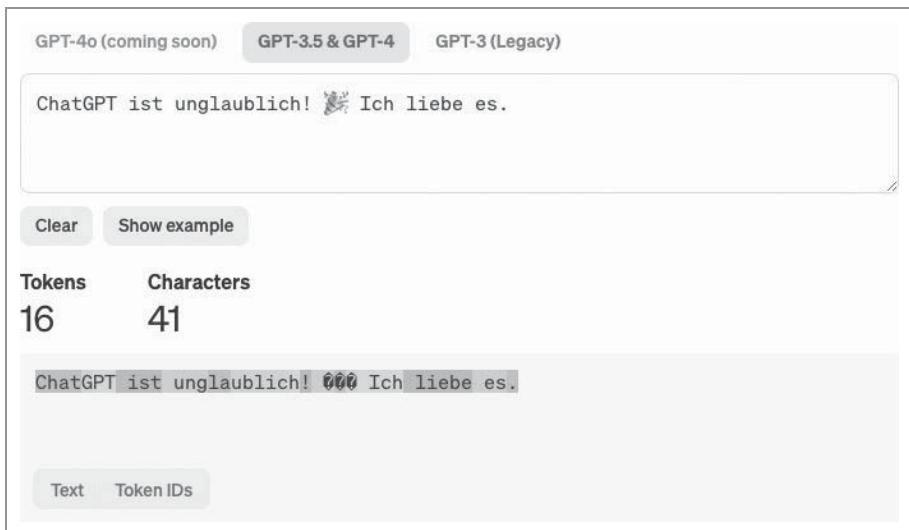 GPT-4o (coming soon) GPT-3.5 & GPT-4 GPT-3 (Legacy)
ChatGPT ist unglaublich! 🎉 Ich liebe es.
Clear Show example
Tokens Characters
16 41
ChatGPT ist unglaublich! ��� Ich liebe es.
Text Token IDs